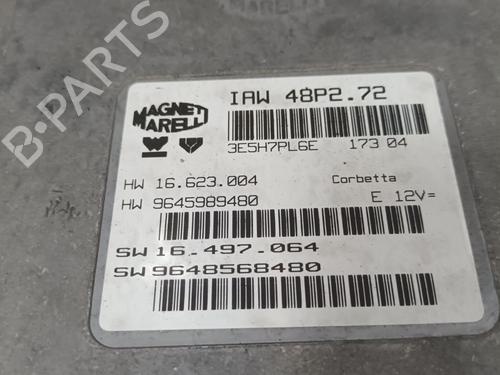 B-PARTS
MAGNETI
MARELLI
IAW 48P2.72
3E5H7PL6E 173 04
HW 16.623.004 Corbetta
HW 9645989480 E 12V=
SW 16.497.064
SW 9648568480